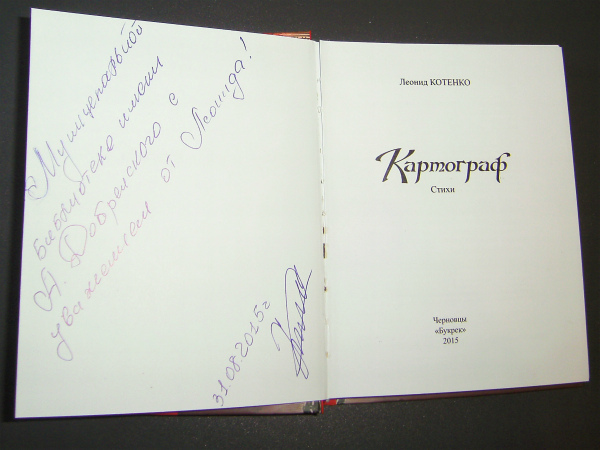 Муниципальной
библиотеке имени
А. Добрянского с
уважением от Леонида!
31.08.2015г
Леонид КОТЕНКО
Картограф
Стихи
Черновцы
«Букрек»
2015